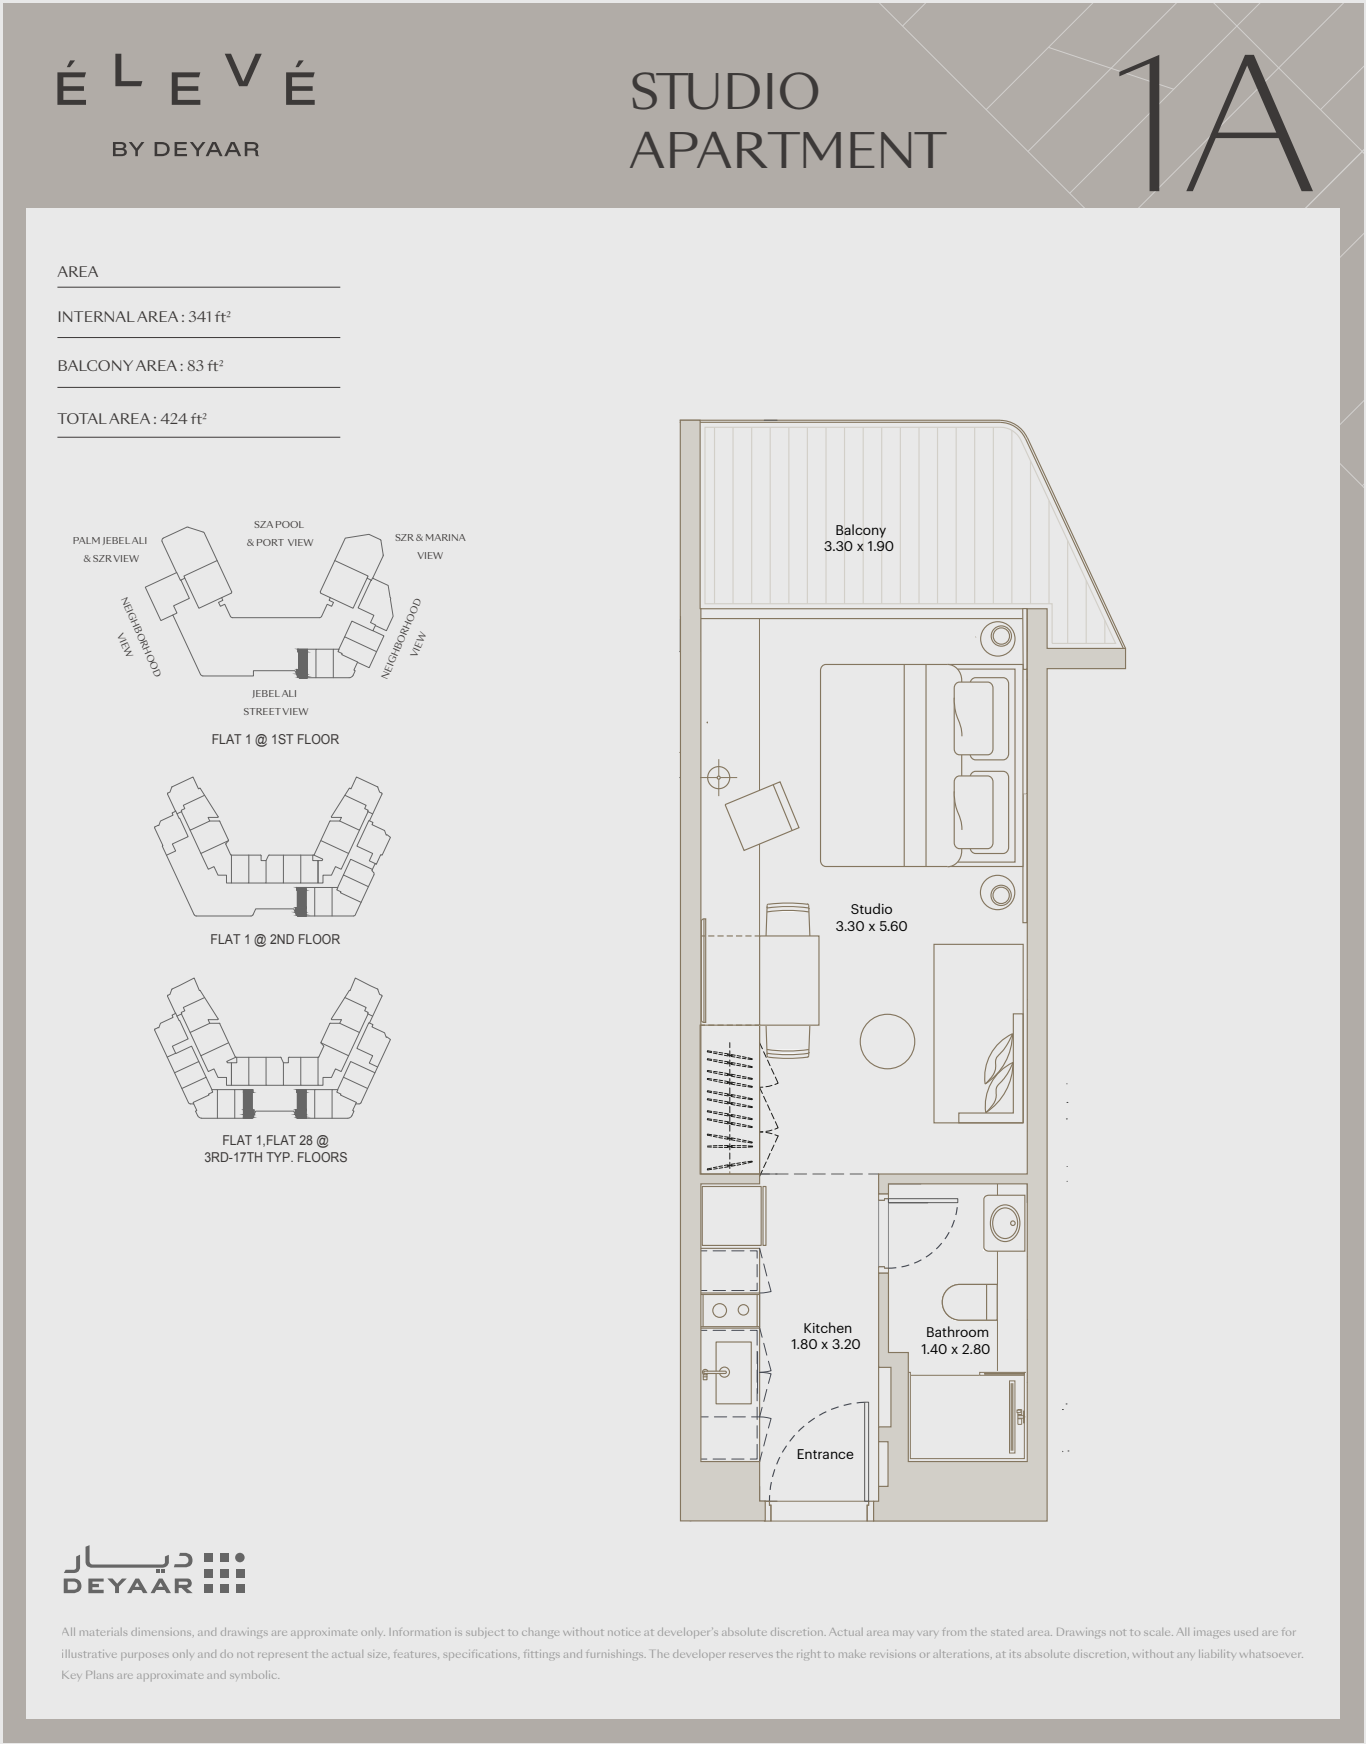 ÉLEVÉ
BY DEYAAR
STUDIO
APARTMENT
1A
AREA
INTERNAL AREA : 341 ft²
BALCONY AREA : 83 ft²
TOTAL AREA : 424 ft²
PALM JEBEL ALI
& SZR VIEW
SZA POOL
& PORT VIEW
SZR & MARINA
VIEW
NEIGHBORHOOD
VIEW
NEIGHBORHOOD
VIEW
JEBEL ALI
STREET VIEW
FLAT 1 @ 1ST FLOOR
FLAT 1 @ 2ND FLOOR
FLAT 1,FLAT 28 @
3RD-17TH TYP. FLOORS
Balcony
3.30 x 1.90
Studio
3.30 x 5.60
Kitchen
1.80 x 3.20
Bathroom
1.40 x 2.80
Entrance
ديار
DEYAAR
All materials dimensions, and drawings are approximate only. Information is subject to change without notice at developer's absolute discretion. Actual area may vary from the stated area. Drawings not to scale. All images used are for
illustrative purposes only and do not represent the actual size, features, specifications, fittings and furnishings. The developer reserves the right to make revisions or alterations, at its absolute discretion, without any liability whatsoever.
Key Plans are approximate and symbolic.